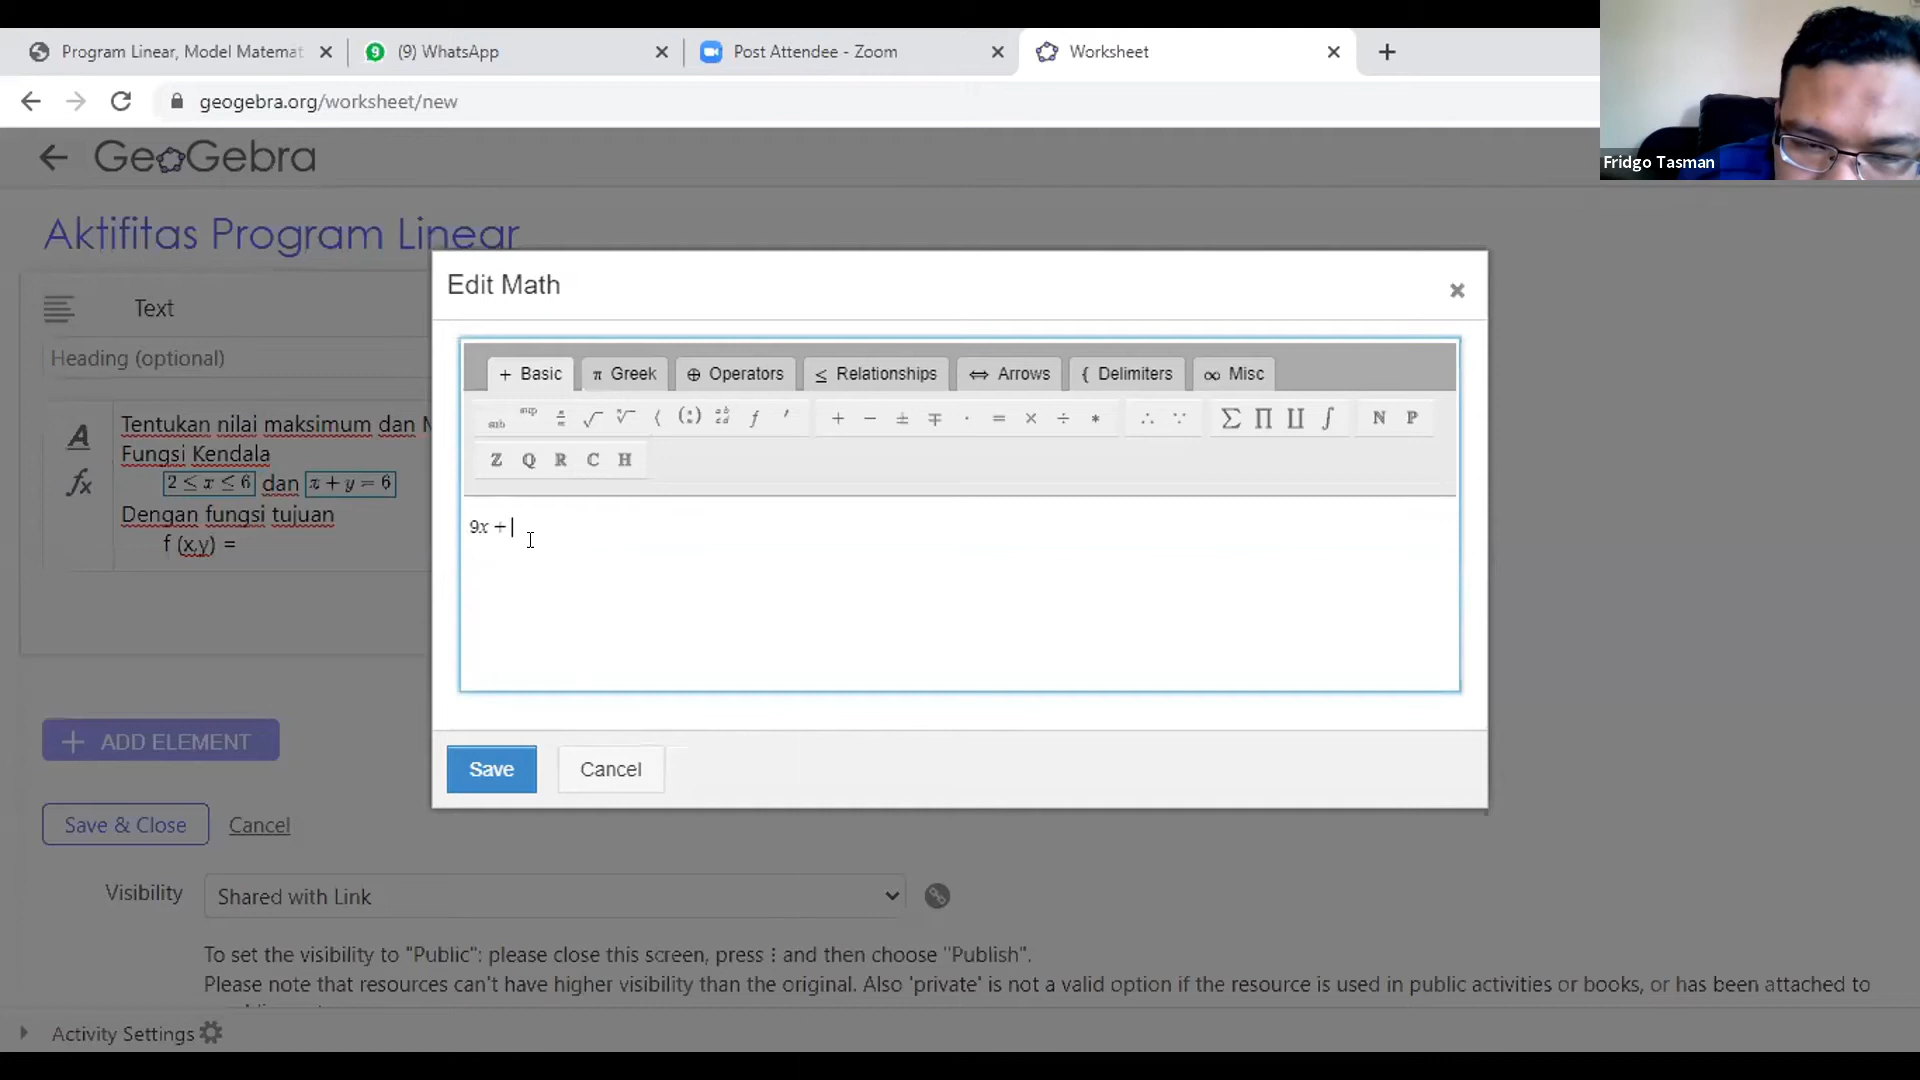 Program Linear, Model Matemat
(9) WhatsApp
Post Attendee - Zoom
Worksheet
geogebra.org/worksheet/new
Fridgo Tasman
GeoGebra
Aktifitas Program Linear
Text
Heading (optional)
Tentukan nilai maksimum dan M
Fungsi Kendala
2 ≤ x ≤ 6 dan x + y = 6
Dengan fungsi tujuan
f (x,y) =
Edit Math
+ Basic π Greek ⊕ Operators ≤ Relationships ⇔ Arrows { Delimiters ∞ Misc
sub sup √ ( f ′ + − ± ∓ · = × ÷ * ∴ ∵ ∑ ∏ ∐ ∫ N P
Z Q R C H
9x +
Save Cancel
+ ADD ELEMENT
Save & Close Cancel
Visibility Shared with Link
To set the visibility to "Public": please close this screen, press ⋮ and then choose "Publish".
Please note that resources can't have higher visibility than the original. Also 'private' is not a valid option if the resource is used in public activities or books, or has been attached to
Activity Settings